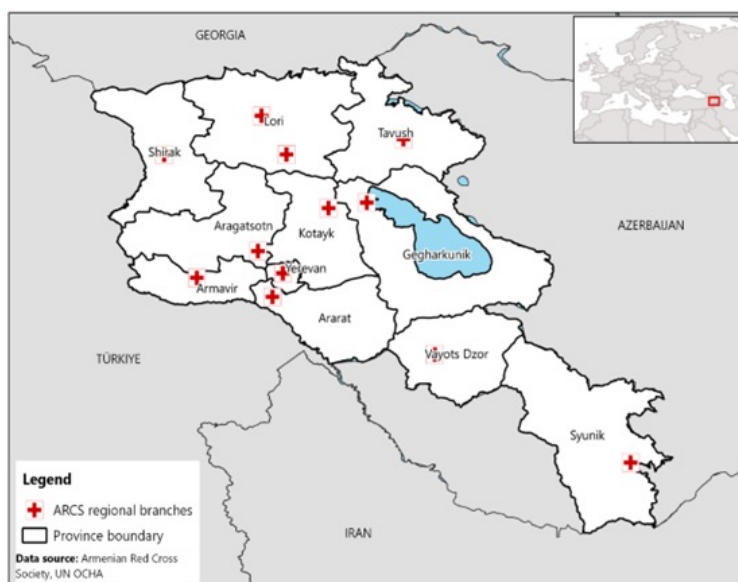 GEORGIA
Lori
Tavush
Shirak
AZERBAIJAN
Aragatsotn
Kotayk
Gegharkunik
Yerevan
Armavir
Ararat
TÜRKIYE
Vayots Dzor
Syunik
IRAN
Legend
ARCS regional branches
Province boundary
Data source: Armenian Red Cross
Society, UN OCHA